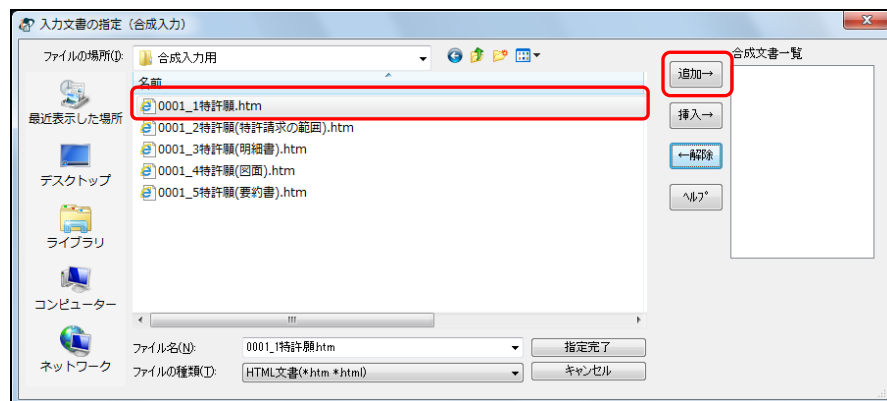 入力文書の指定（合成入力）
ファイルの場所(I):
合成入力用
名前
0001_1特許願.htm
0001_2特許願(特許請求の範囲).htm
0001_3特許願(明細書).htm
0001_4特許願(図面).htm
0001_5特許願(要約書).htm
最近表示した場所
デスクトップ
ライブラリ
コンピューター
ネットワーク
ファイル名(N):
0001_1特許願.htm
指定完了
ファイルの種類(T):
HTML文書(*.htm *.html)
キャンセル
追加→
挿入→
←解除
ﾍﾙﾌﾟ
合成文書一覧